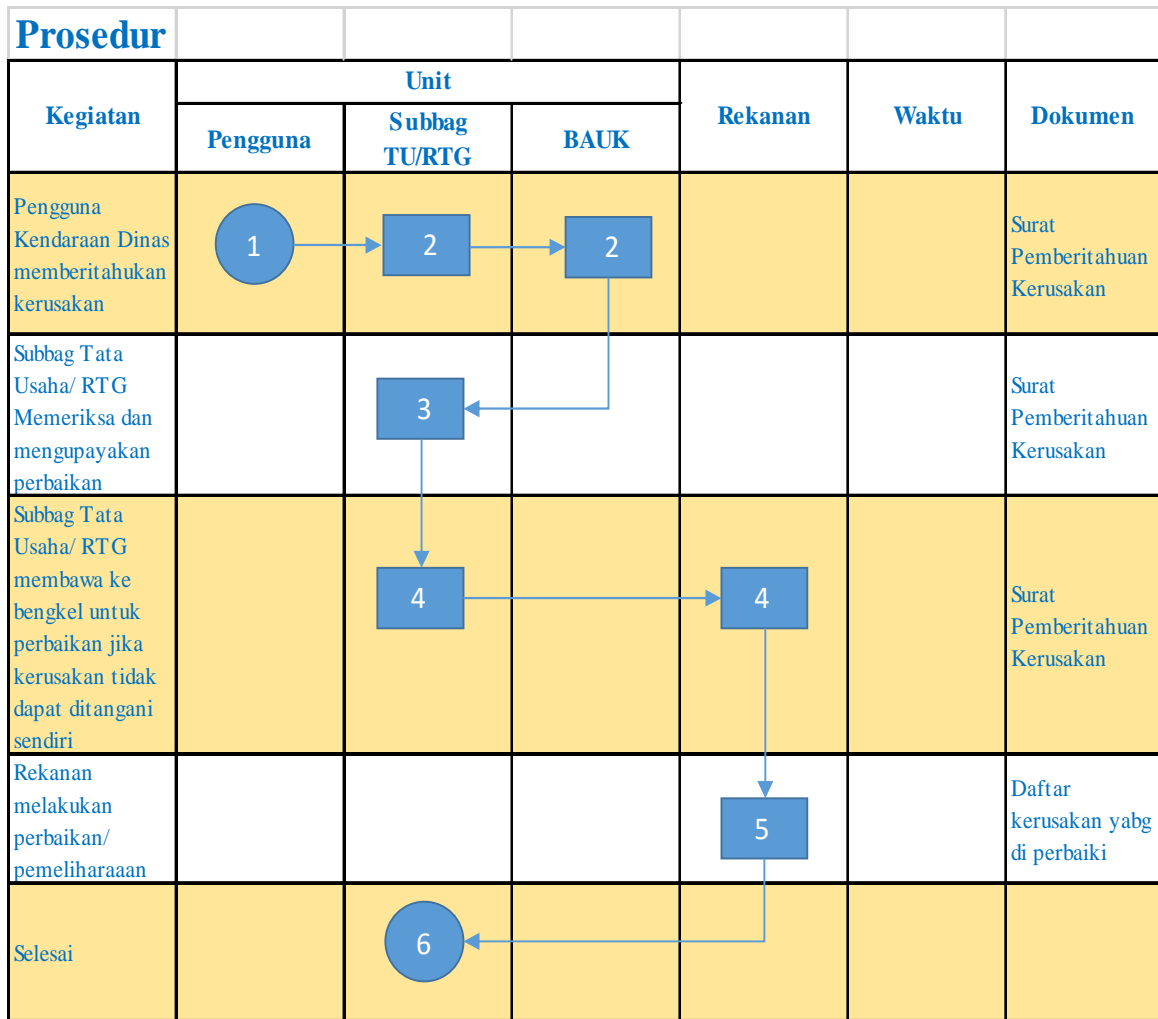 Prosedur
Kegiatan
Unit
Rekanan
Waktu
Dokumen
Pengguna
Subbag
TU/RTG
BAUK
Pengguna
Kendaraan Dinas
memberitahukan
kerusakan
1
2
2
Surat
Pemberitahuan
Kerusakan
Subbag Tata
Usaha/ RTG
Memeriksa dan
mengupayakan
perbaikan
3
Surat
Pemberitahuan
Kerusakan
Subbag Tata
Usaha/ RTG
membawa ke
bengkel untuk
perbaikan jika
kerusakan tidak
dapat ditangani
sendiri
4
4
Surat
Pemberitahuan
Kerusakan
Rekanan
melakukan
perbaikan/
pemeliharaaan
5
Daftar
kerusakan yabg
di perbaiki
Selesai
6